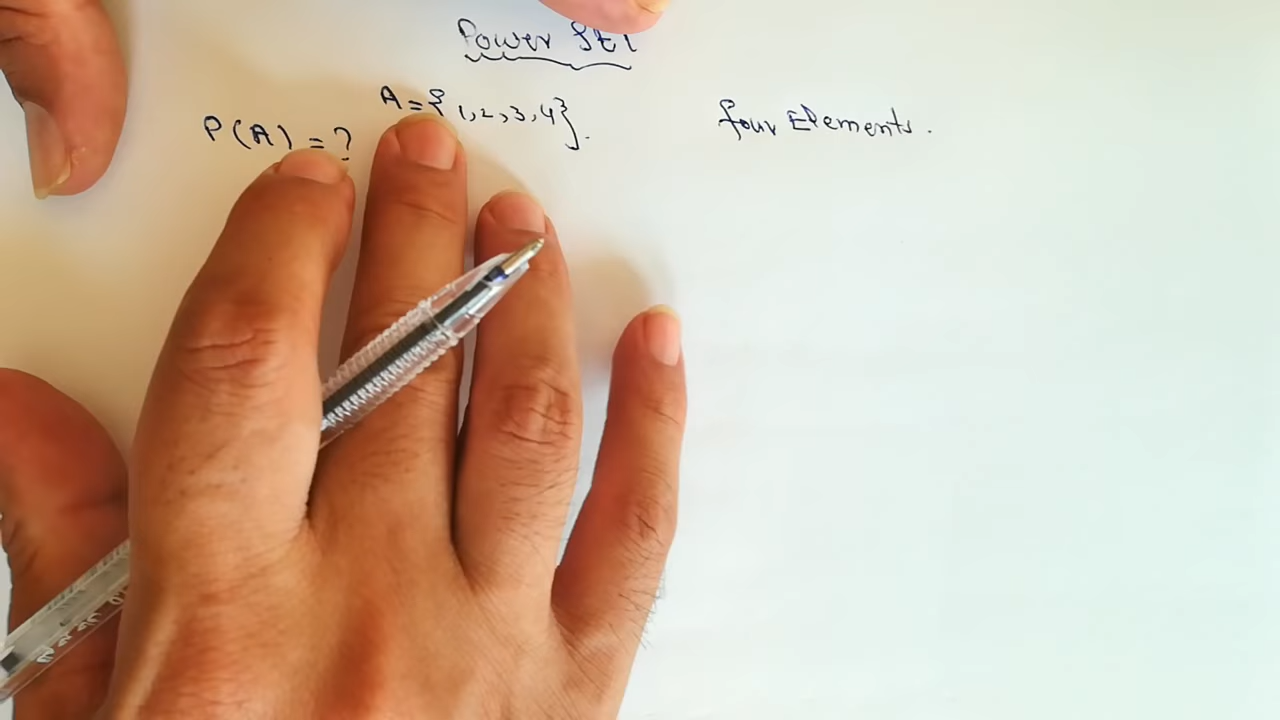 Power Set
A = {1,2,3,4}.
P(A) = ?
four Elements.